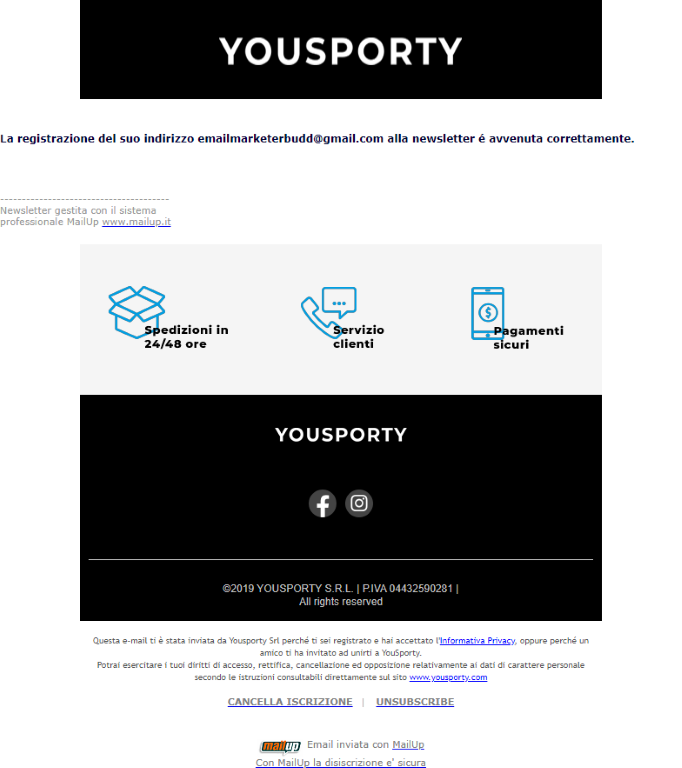 YOUSPORTY
La registrazione del suo indirizzo emailmarketerbudd@gmail.com alla newsletter é avvenuta correttamente.
---------------------------------------
Newsletter gestita con il sistema
professionale MailUp www.mailup.it
Spedizioni in
24/48 ore
Servizio
clienti
Pagamenti
sicuri
YOUSPORTY
©2019 YOUSPORTY S.R.L. | P.IVA 04432590281 |
All rights reserved
Questa e-mail ti è stata inviata da Yousporty Srl perché ti sei registrato e hai accettato l'Informativa Privacy, oppure perché un
amico ti ha invitato ad unirti a YouSporty.
Potrai esercitare i tuoi diritti di accesso, rettifica, cancellazione ed opposizione relativamente ai dati di carattere personale
secondo le istruzioni consultabili direttamente sul sito www.yousporty.com
CANCELLA ISCRIZIONE | UNSUBSCRIBE
mailup Email inviata con MailUp
Con MailUp la disiscrizione e' sicura